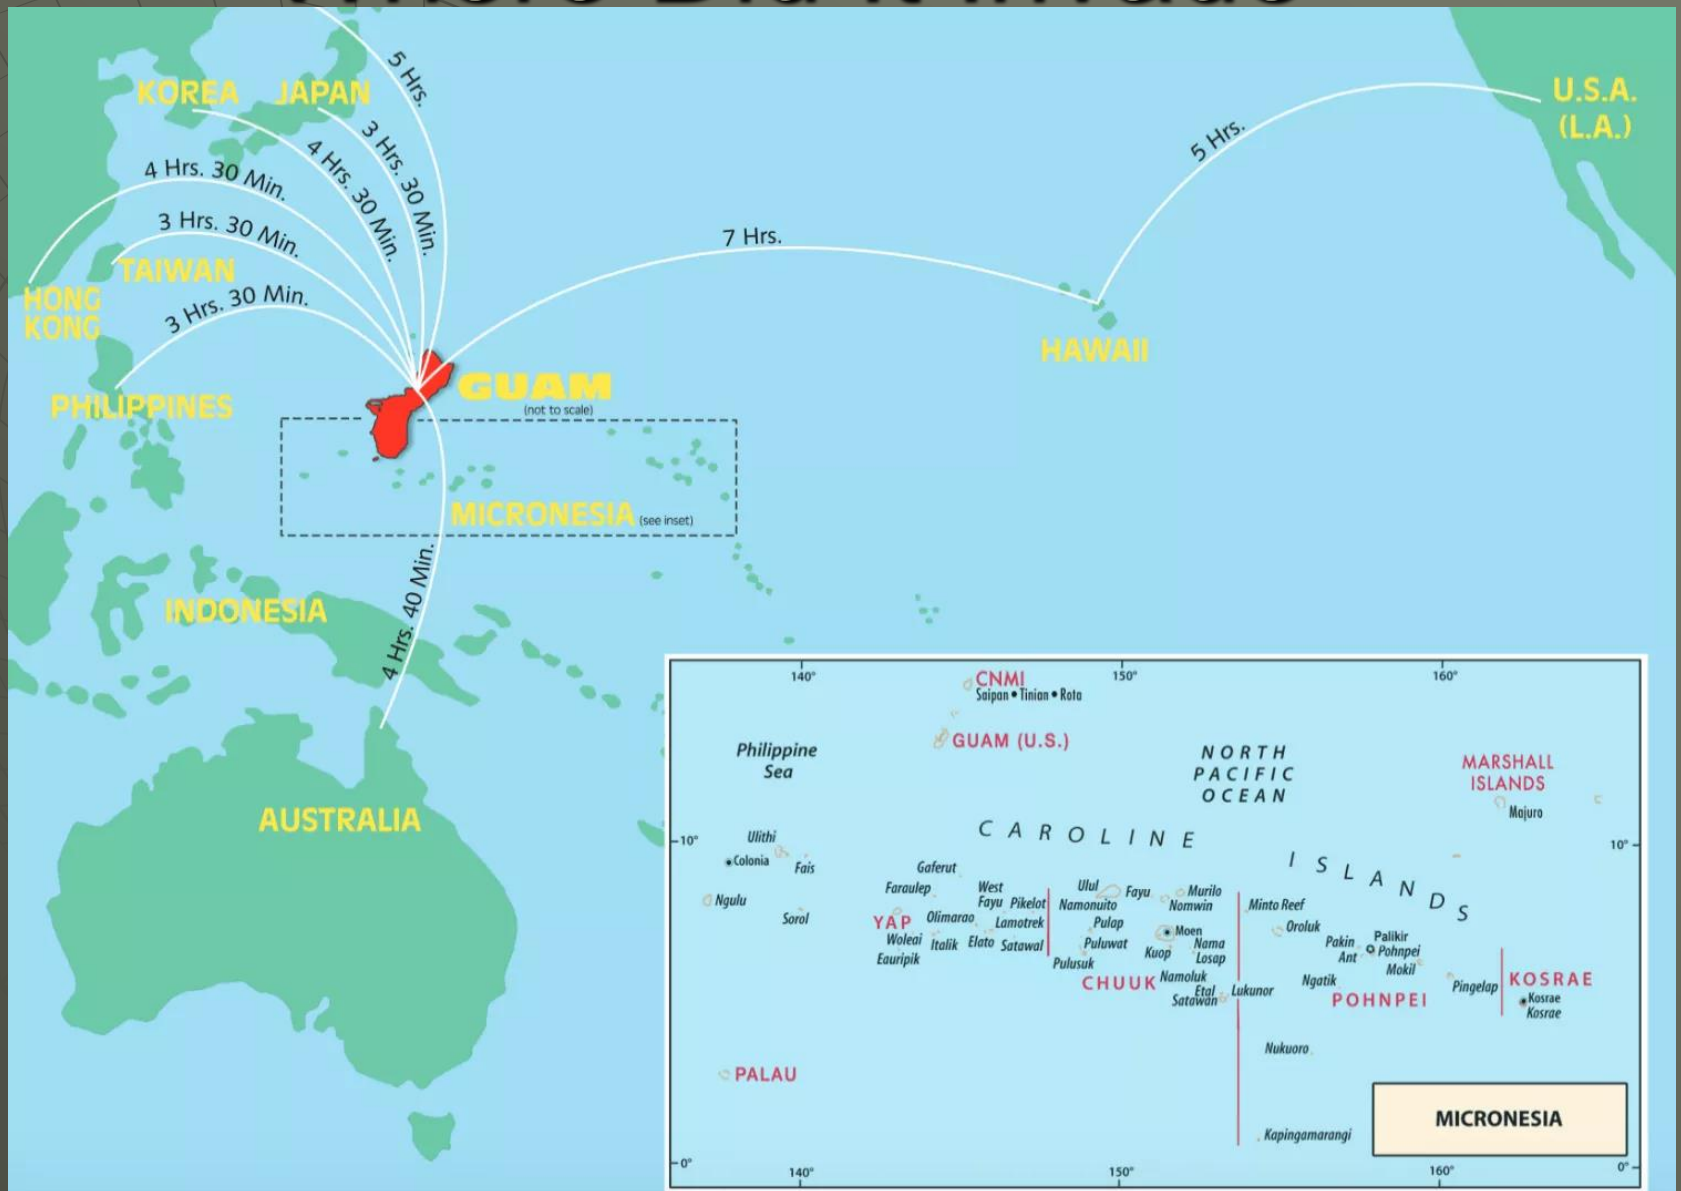 5 Hrs.
KOREA
JAPAN
U.S.A.
(L.A.)
3 Hrs. 30 Min.
4 Hrs. 30 Min.
5 Hrs.
4 Hrs. 30 Min.
3 Hrs. 30 Min.
7 Hrs.
TAIWAN
HONG
KONG
3 Hrs. 30 Min.
HAWAII
GUAM
(not to scale)
PHILIPPINES
MICRONESIA (see inset)
4 Hrs. 40 Min.
INDONESIA
AUSTRALIA
140°
150°
160°
CNMI
Saipan • Tinian • Rota
GUAM (U.S.)
Philippine
Sea
NORTH
PACIFIC
OCEAN
MARSHALL
ISLANDS
Majuro
10°
10°
CAROLINE
ISLANDS
Ulithi
Colonia
Fais
Ngulu
Sorol
Gaferut
Faraulep
West
Fayu
Pikelot
YAP
Olimarao
Lamotrek
Woleai
Italik
Elato
Satawal
Eauripik
Ulul
Fayu
Murilo
Namonuito
Nomwin
Pulap
Moen
Puluwat
Kuop
Nama
Losap
Pulusuk
CHUUK
Namoluk
Etal
Lukunor
Satawan
Minto Reef
Oroluk
Pakin
Palikir
Ant
Pohnpei
Mokil
Ngatik
POHNPEI
Pingelap
KOSRAE
Kosrae
Kosrae
Nukuoro
PALAU
Kapingamarangi
MICRONESIA
0°
0°
140°
150°
160°